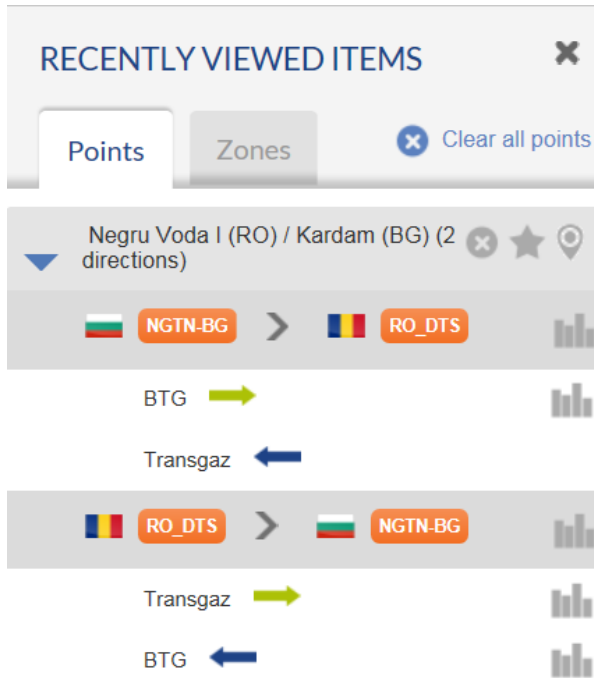 RECENTLY VIEWED ITEMS
Points Zones Clear all points
Negru Voda I (RO) / Kardam (BG) (2
directions)
NGTN-BG RO_DTS
BTG
Transgaz
RO_DTS NGTN-BG
Transgaz
BTG